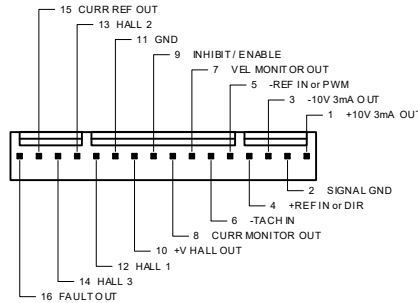 15 CURR REF OUT
13 HALL 2
11 GND
9 INHIBIT / ENABLE
7 VEL MONITOR OUT
5 -REF IN or PWM
3 -10V 3mA OUT
1 +10V 3mA OUT
2 SIGNAL GND
4 +REF IN or DIR
6 -TACH IN
8 CURR MONITOR OUT
10 +V HALL OUT
12 HALL 1
14 HALL 3
16 FAULT OUT